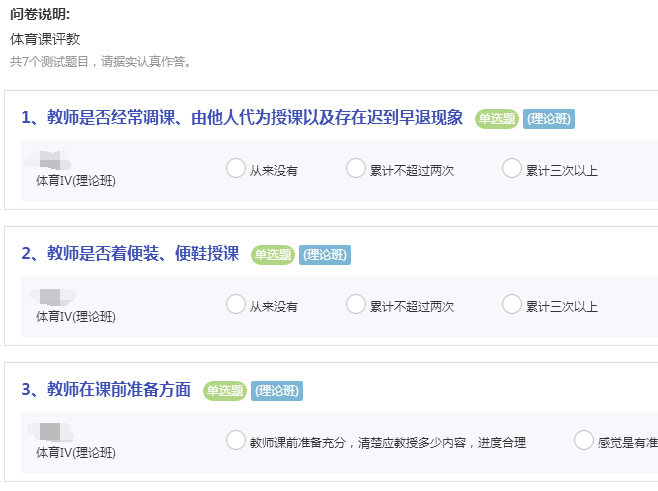 问卷说明:
体育课评教
共7个测试题目，请据实认真作答。
1、教师是否经常调课、由他人代为授课以及存在迟到早退现象 单选题 (理论班)
体育IV(理论班) 从来没有 累计不超过两次 累计三次以上
2、教师是否着便装、便鞋授课 单选题 (理论班)
体育IV(理论班) 从来没有 累计不超过两次 累计三次以上
3、教师在课前准备方面 单选题 (理论班)
体育IV(理论班) 教师课前准备充分，清楚应教授多少内容，进度合理 感觉是有准